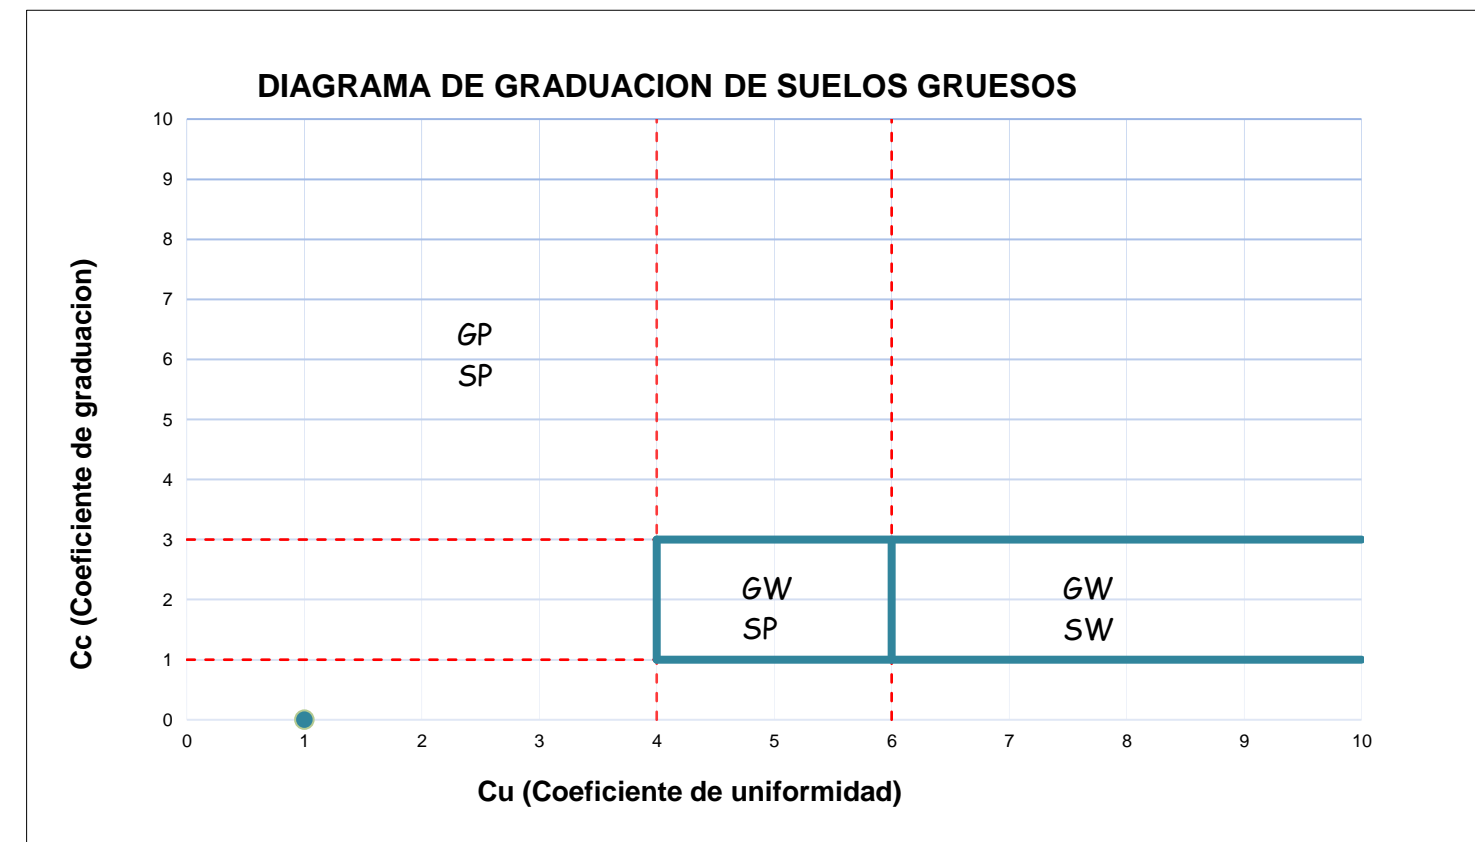 DIAGRAMA DE GRADUACION DE SUELOS GRUESOS
10
9
8
7
6
5
4
3
2
1
0
Cc (Coeficiente de graduacion)
GP
SP
GW
SP
GW
SW
0 1 2 3 4 5 6 7 8 9 10
Cu (Coeficiente de uniformidad)